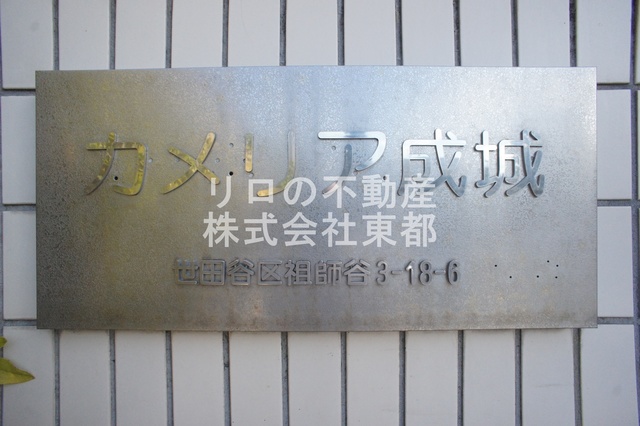 カメリア成城
リロの不動産
株式会社東都
世田谷区祖師谷3-18-6